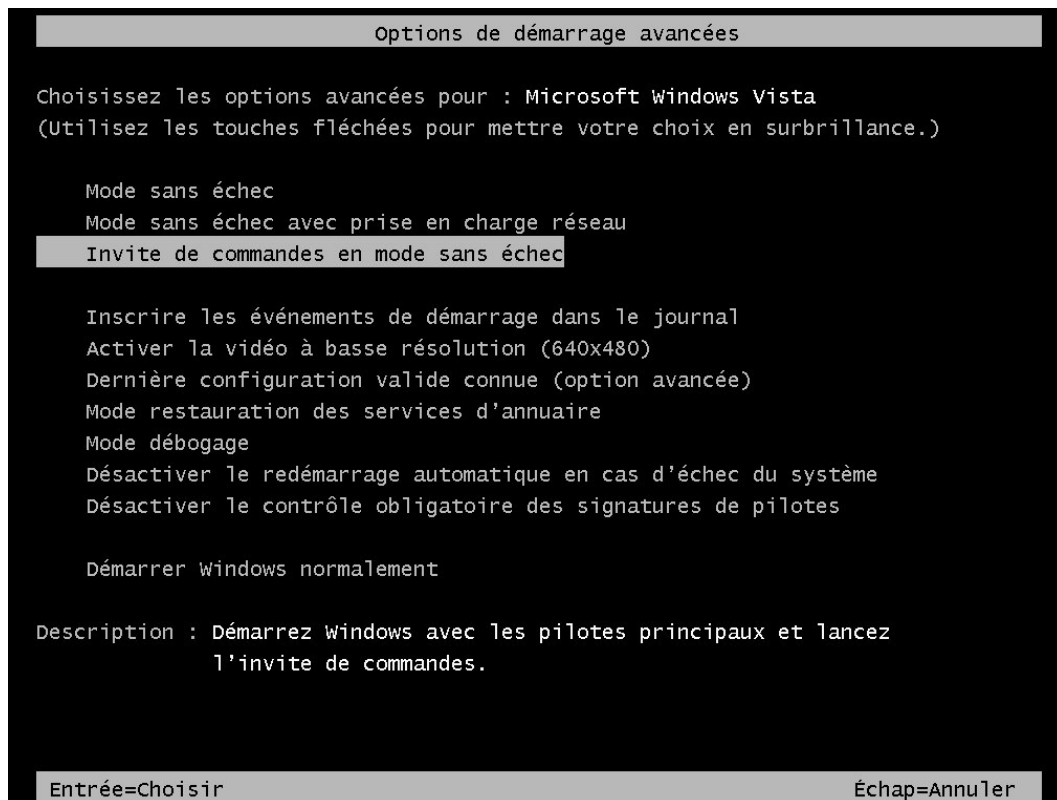 Options de démarrage avancées
Choisissez les options avancées pour : Microsoft Windows Vista
(Utilisez les touches fléchées pour mettre votre choix en surbrillance.)
Mode sans échec
Mode sans échec avec prise en charge réseau
Invite de commandes en mode sans échec
Inscrire les événements de démarrage dans le journal
Activer la vidéo à basse résolution (640x480)
Dernière configuration valide connue (option avancée)
Mode restauration des services d'annuaire
Mode débogage
Désactiver le redémarrage automatique en cas d'échec du système
Désactiver le contrôle obligatoire des signatures de pilotes
Démarrer Windows normalement
Description : Démarrez Windows avec les pilotes principaux et lancez
l'invite de commandes.
Entrée=Choisir Échap=Annuler